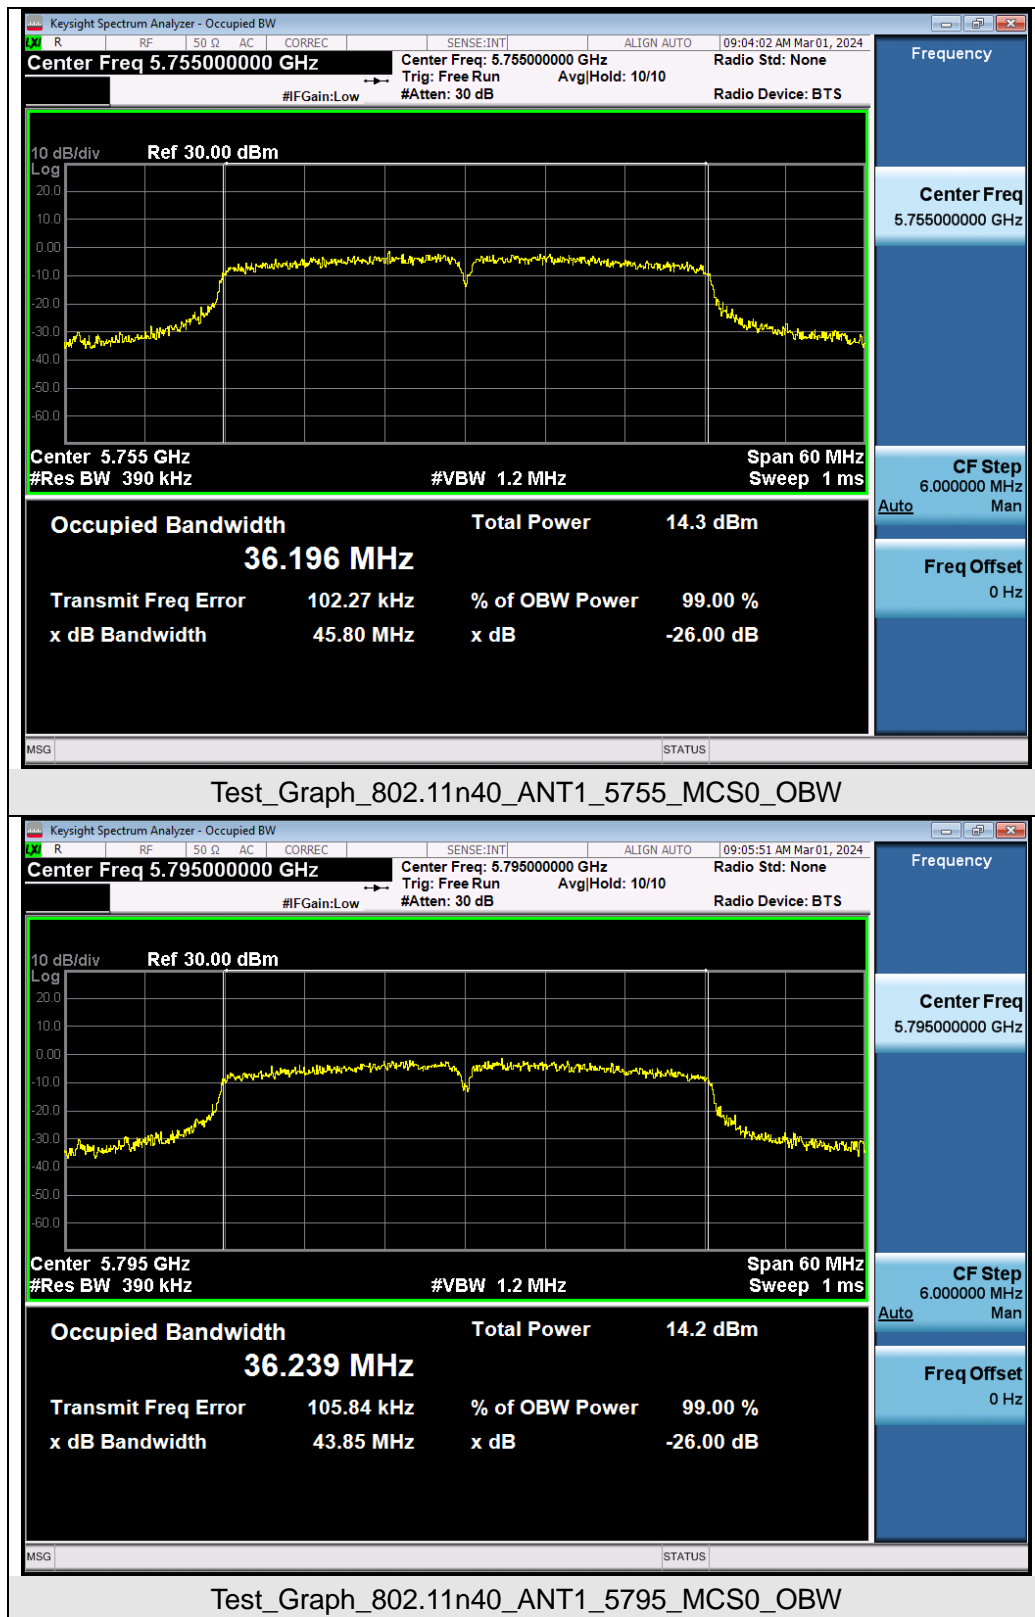 Keysight Spectrum Analyzer - Occupied BW
LXI R RF 50 Ω AC CORREC SENSE:INT ALIGN AUTO 09:04:02 AM Mar 01, 2024
Center Freq 5.755000000 GHz
Center Freq: 5.755000000 GHz
Radio Std: None
Trig: Free Run Avg|Hold: 10/10
#IFGain:Low
#Atten: 30 dB
Radio Device: BTS
Frequency
10 dB/div Ref 30.00 dBm
Log
20.0
10.0
0.00
-10.0
-20.0
-30.0
-40.0
-50.0
-60.0
Center 5.755 GHz Span 60 MHz
#Res BW 390 kHz #VBW 1.2 MHz Sweep 1 ms
Center Freq
5.755000000 GHz
CF Step
6.000000 MHz
Auto Man
Freq Offset
0 Hz
Occupied Bandwidth Total Power 14.3 dBm
36.196 MHz
Transmit Freq Error 102.27 kHz % of OBW Power 99.00 %
x dB Bandwidth 45.80 MHz x dB -26.00 dB
MSG STATUS
Test_Graph_802.11n40_ANT1_5755_MCS0_OBW
Keysight Spectrum Analyzer - Occupied BW
LXI R RF 50 Ω AC CORREC SENSE:INT ALIGN AUTO 09:05:51 AM Mar 01, 2024
Center Freq 5.795000000 GHz
Center Freq: 5.795000000 GHz
Radio Std: None
Trig: Free Run Avg|Hold: 10/10
#IFGain:Low
#Atten: 30 dB
Radio Device: BTS
Frequency
10 dB/div Ref 30.00 dBm
Log
20.0
10.0
0.00
-10.0
-20.0
-30.0
-40.0
-50.0
-60.0
Center 5.795 GHz Span 60 MHz
#Res BW 390 kHz #VBW 1.2 MHz Sweep 1 ms
Center Freq
5.795000000 GHz
CF Step
6.000000 MHz
Auto Man
Freq Offset
0 Hz
Occupied Bandwidth Total Power 14.2 dBm
36.239 MHz
Transmit Freq Error 105.84 kHz % of OBW Power 99.00 %
x dB Bandwidth 43.85 MHz x dB -26.00 dB
MSG STATUS
Test_Graph_802.11n40_ANT1_5795_MCS0_OBW